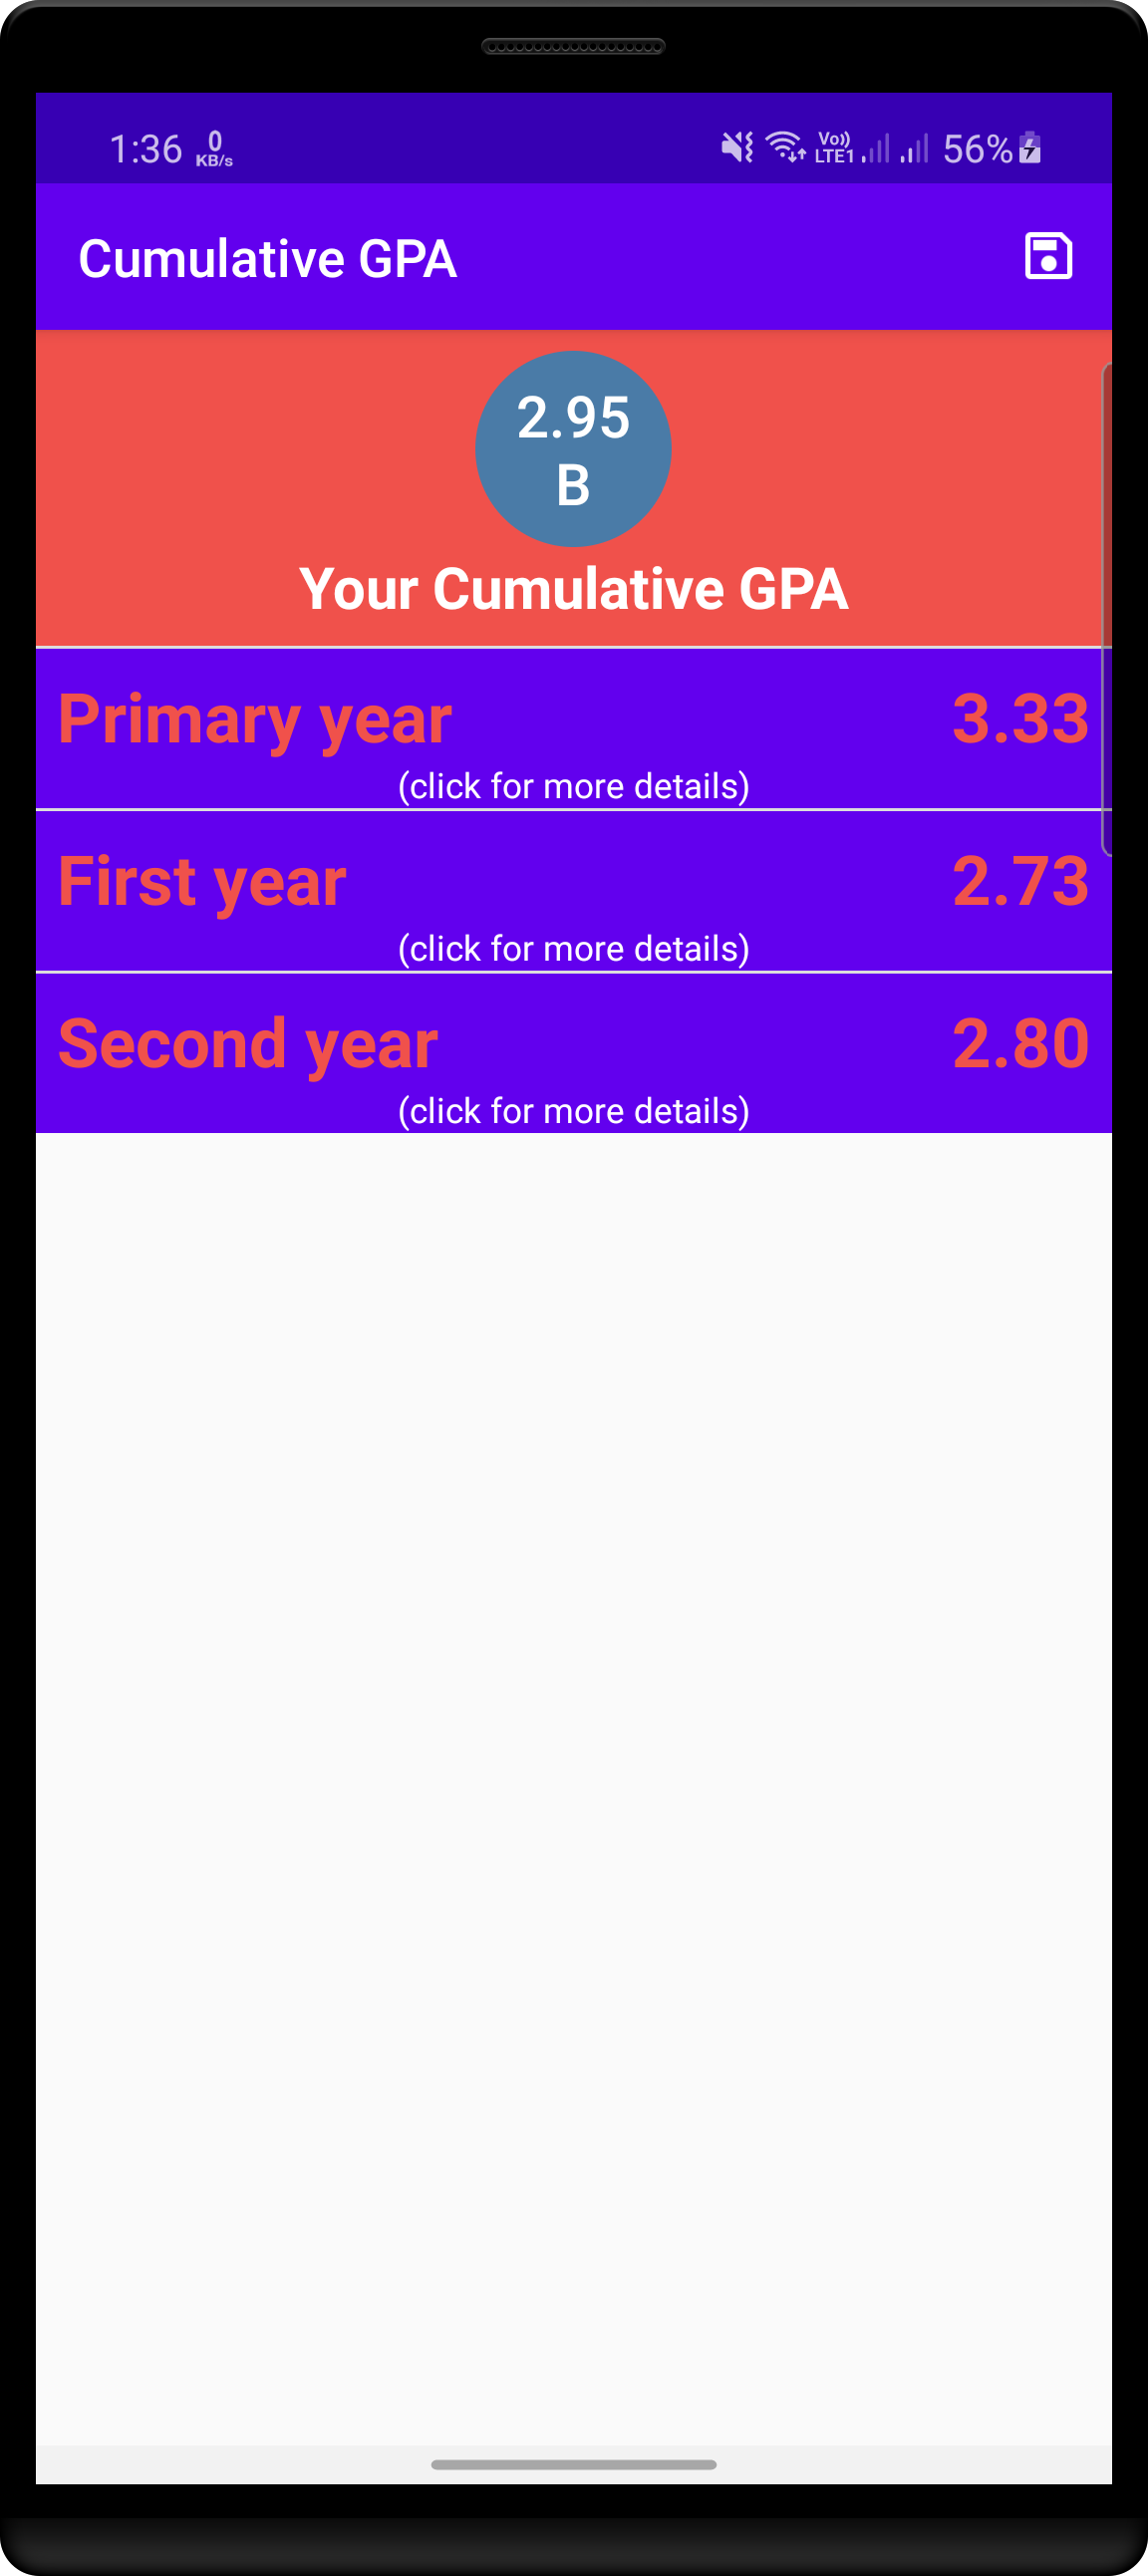 1:36 0 KB/s Vo)) LTE1 56%
Cumulative GPA
2.95
B
Your Cumulative GPA
Primary year 3.33
(click for more details)
First year 2.73
(click for more details)
Second year 2.80
(click for more details)